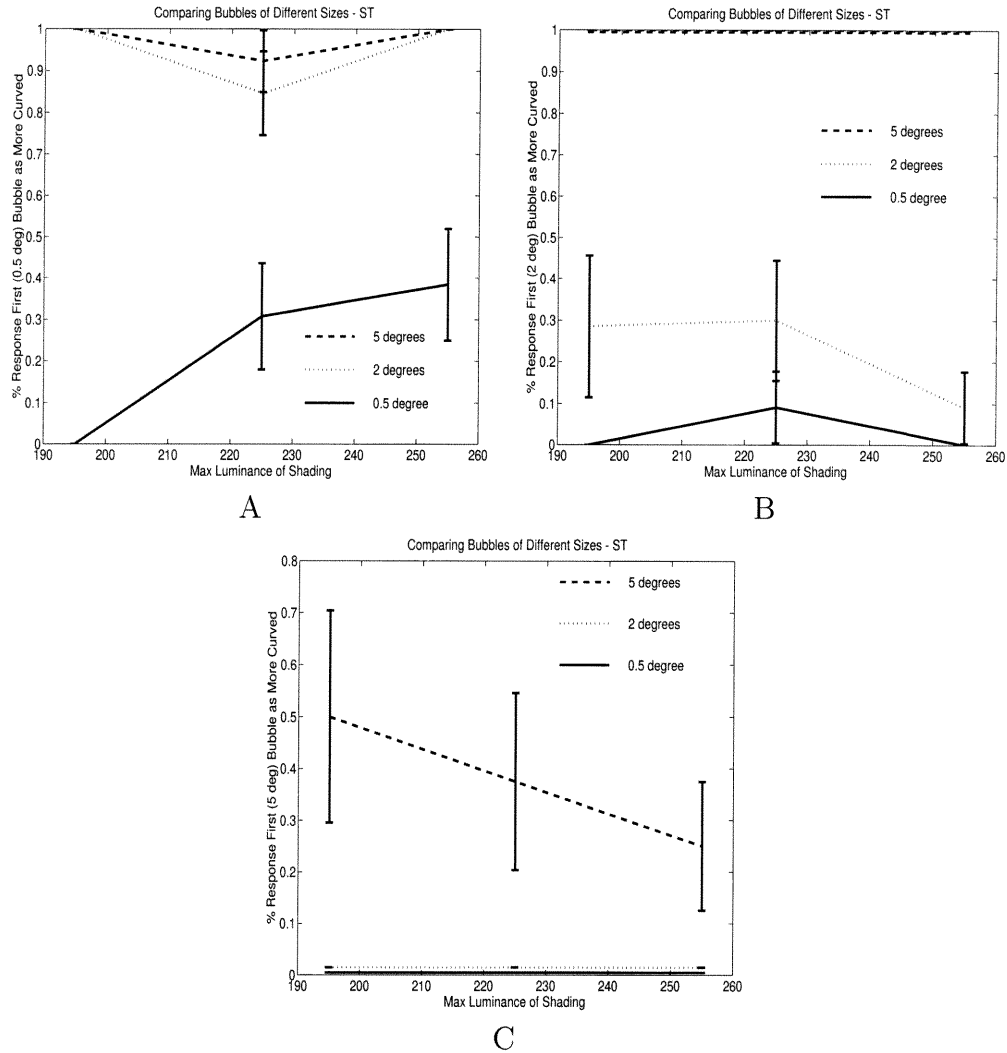 Comparing Bubbles of Different Sizes - ST
% Response First (0.5 deg) Bubble as More Curved
1
0.9
0.8
0.7
0.6
0.5
0.4
0.3
0.2
0.1
0
5 degrees
2 degrees
0.5 degree
190 200 210 220 230 240 250 260
Max Luminance of Shading
A
Comparing Bubbles of Different Sizes - ST
% Response First (2 deg) Bubble as More Curved
1
0.9
0.8
0.7
0.6
0.5
0.4
0.3
0.2
0.1
0
5 degrees
2 degrees
0.5 degree
190 200 210 220 230 240 250 260
Max Luminance of Shading
B
Comparing Bubbles of Different Sizes - ST
% Response First (5 deg) Bubble as More Curved
0.8
0.7
0.6
0.5
0.4
0.3
0.2
0.1
0
5 degrees
2 degrees
0.5 degree
190 200 210 220 230 240 250 260
Max Luminance of Shading
C